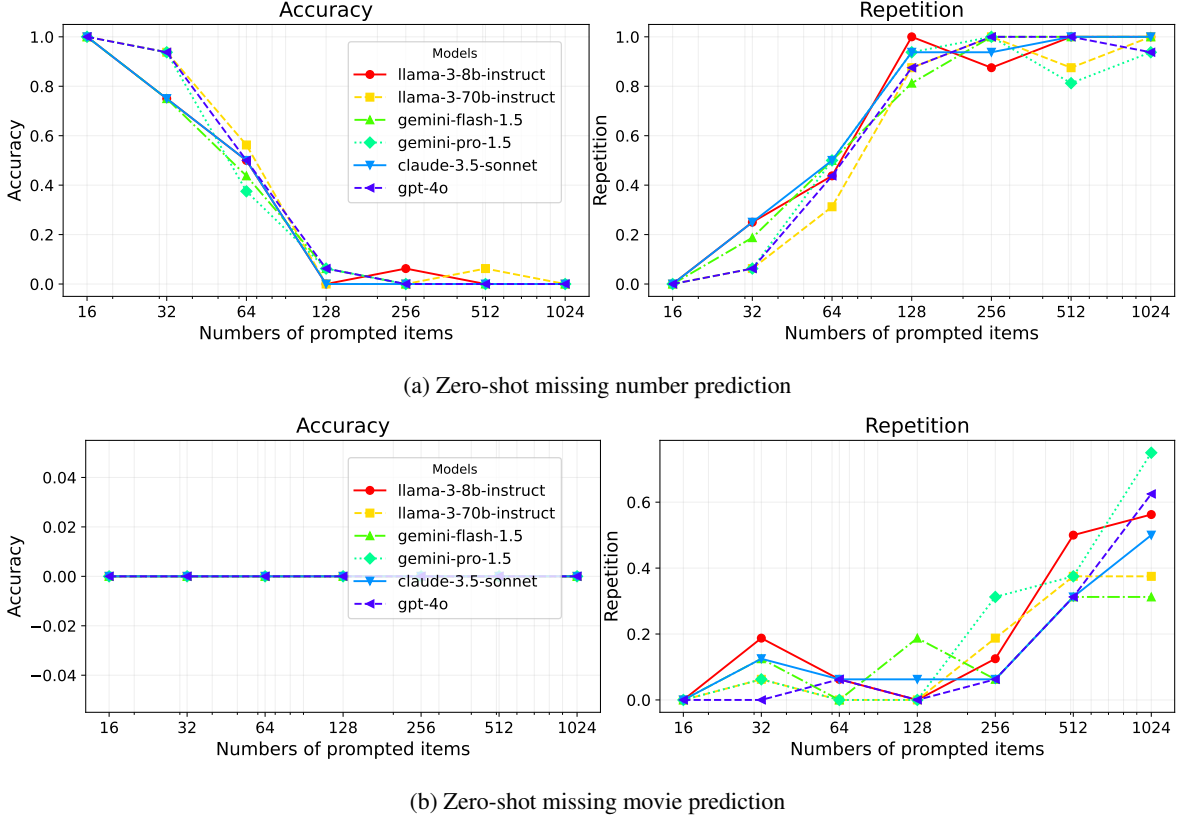 Accuracy
Repetition
Accuracy
1.0
0.8
0.6
0.4
0.2
0.0
Models
llama-3-8b-instruct
llama-3-70b-instruct
gemini-flash-1.5
gemini-pro-1.5
claude-3.5-sonnet
gpt-4o
16 32 64 128 256 512 1024
Numbers of prompted items
Repetition
1.0
0.8
0.6
0.4
0.2
0.0
16 32 64 128 256 512 1024
Numbers of prompted items
(a) Zero-shot missing number prediction
Accuracy
Repetition
Accuracy
0.04
0.02
0.00
−0.02
−0.04
Models
llama-3-8b-instruct
llama-3-70b-instruct
gemini-flash-1.5
gemini-pro-1.5
claude-3.5-sonnet
gpt-4o
16 32 64 128 256 512 1024
Numbers of prompted items
Repetition
0.6
0.4
0.2
0.0
16 32 64 128 256 512 1024
Numbers of prompted items
(b) Zero-shot missing movie prediction